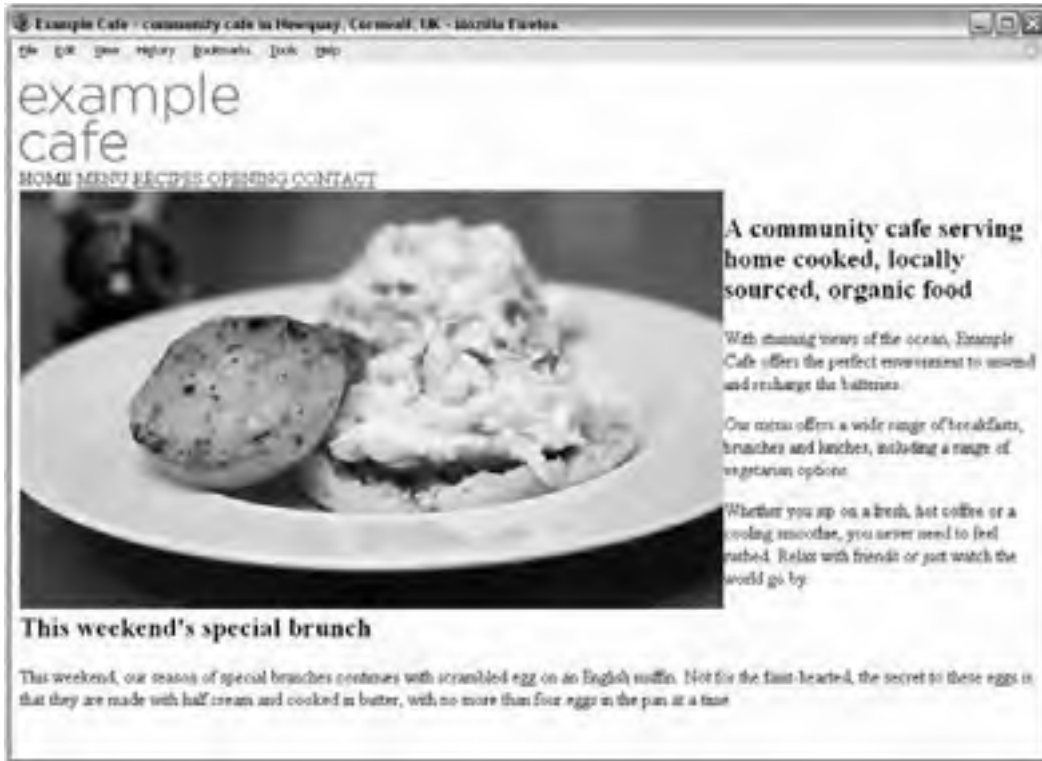 Example Cafe - community cafe in Newquay, Cornwall, UK - Mozilla Firefox
File Edit View History Bookmarks Tools Help
example
cafe
HOME MENU RECIPES OPENING CONTACT
A community cafe serving
home cooked, locally
sourced, organic food
With stunning views of the ocean, Example
Cafe offers the perfect environment to unwind
and recharge the batteries.
Our menu offers a wide range of breakfasts,
brunches and lunches, including a range of
vegetarian options.
Whether you sip on a fresh, hot coffee or a
cooling smoothie, you never need to feel
rushed. Relax with friends or just watch the
world go by.
This weekend's special brunch
This weekend, our season of special brunches continues with scrambled egg on an English muffin. Not for the faint-hearted, the secret to these eggs is
that they are made with half cream and cooked in butter, with no more than four eggs in the pan at a time.